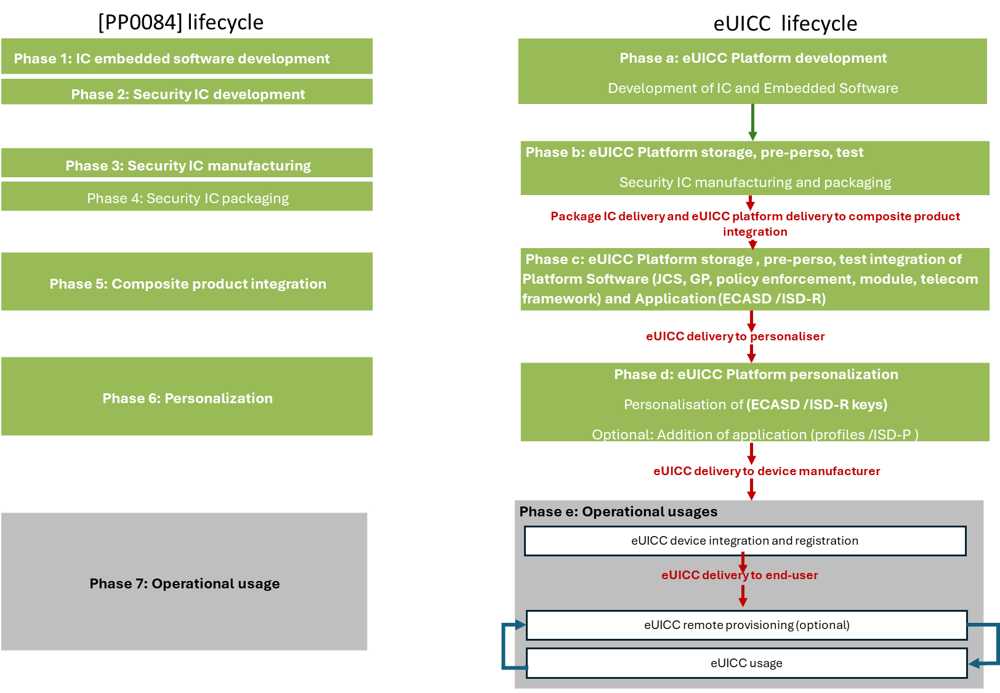 [PP0084] lifecycle
Phase 1: IC embedded software development
Phase 2: Security IC development
Phase 3: Security IC manufacturing
Phase 4: Security IC packaging
Phase 5: Composite product integration
Phase 6: Personalization
Phase 7: Operational usage
eUICC lifecycle
Phase a: eUICC Platform development
Development of IC and Embedded Software
Phase b: eUICC Platform storage, pre-perso, test
Security IC manufacturing and packaging
Package IC delivery and eUICC platform delivery to composite product
integration
Phase c: eUICC Platform storage , pre-perso, test integration of
Platform Software (JCS, GP, policy enforcement, module, telecom
framework) and Application (ECASD /ISD-R)
eUICC delivery to personaliser
Phase d: eUICC Platform personalization
Personalisation of (ECASD /ISD-R keys)
Optional: Addition of application (profiles /ISD-P )
eUICC delivery to device manufacturer
Phase e: Operational usages
eUICC device integration and registration
eUICC delivery to end-user
eUICC remote provisioning (optional)
eUICC usage